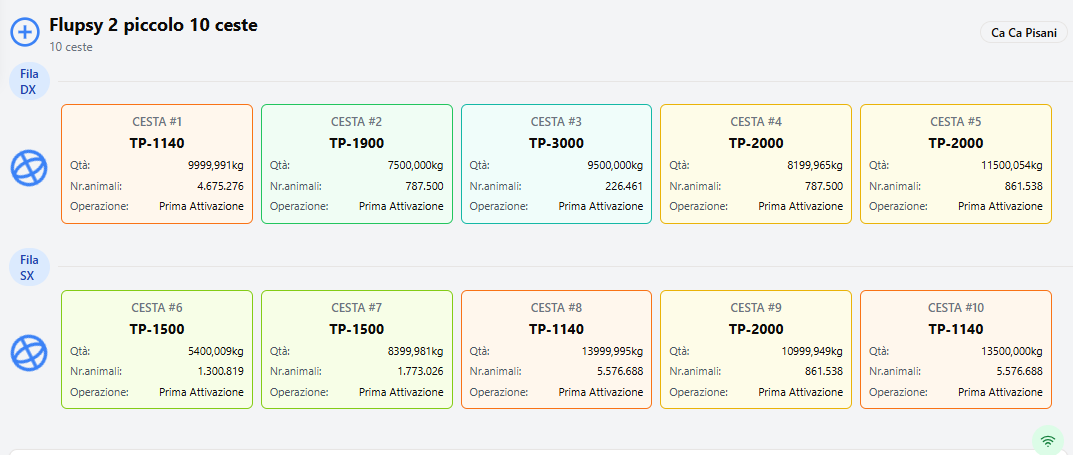 Flupsy 2 piccolo 10 ceste
10 ceste
Ca Ca Pisani
Fila
DX
CESTA #1
TP-1140
Qtà: 9999,991kg
Nr.animali: 4.675.276
Operazione: Prima Attivazione
CESTA #2
TP-1900
Qtà: 7500,000kg
Nr.animali: 787.500
Operazione: Prima Attivazione
CESTA #3
TP-3000
Qtà: 9500,000kg
Nr.animali: 226.461
Operazione: Prima Attivazione
CESTA #4
TP-2000
Qtà: 8199,965kg
Nr.animali: 787.500
Operazione: Prima Attivazione
CESTA #5
TP-2000
Qtà: 11500,054kg
Nr.animali: 861.538
Operazione: Prima Attivazione
Fila
SX
CESTA #6
TP-1500
Qtà: 5400,009kg
Nr.animali: 1.300.819
Operazione: Prima Attivazione
CESTA #7
TP-1500
Qtà: 8399,981kg
Nr.animali: 1.773.026
Operazione: Prima Attivazione
CESTA #8
TP-1140
Qtà: 13999,995kg
Nr.animali: 5.576.688
Operazione: Prima Attivazione
CESTA #9
TP-2000
Qtà: 10999,949kg
Nr.animali: 861.538
Operazione: Prima Attivazione
CESTA #10
TP-1140
Qtà: 13500,000kg
Nr.animali: 5.576.688
Operazione: Prima Attivazione